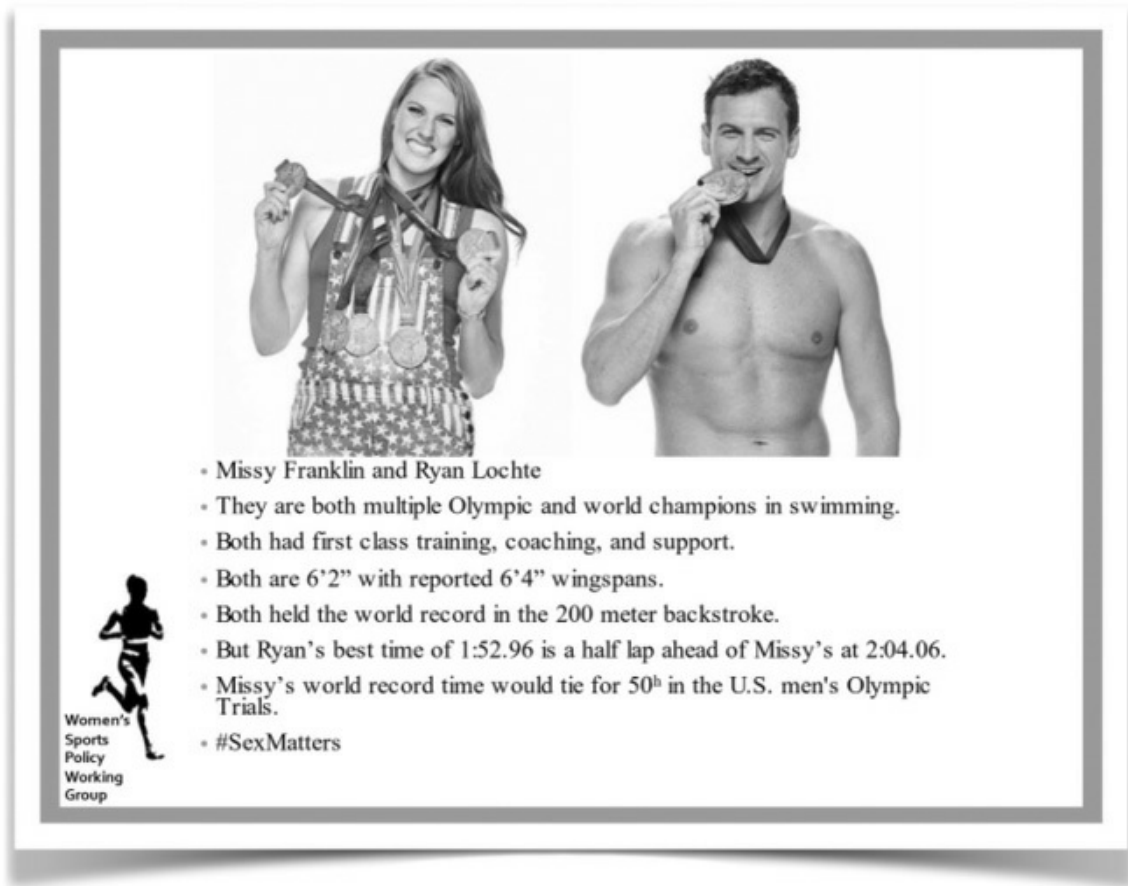 • Missy Franklin and Ryan Lochte
• They are both multiple Olympic and world champions in swimming.
• Both had first class training, coaching, and support.
• Both are 6’2” with reported 6’4” wingspans.
• Both held the world record in the 200 meter backstroke.
• But Ryan’s best time of 1:52.96 is a half lap ahead of Missy’s at 2:04.06.
• Missy’s world record time would tie for 50ʰ in the U.S. men's Olympic
Trials.
• #SexMatters
Women’s
Sports
Policy
Working
Group